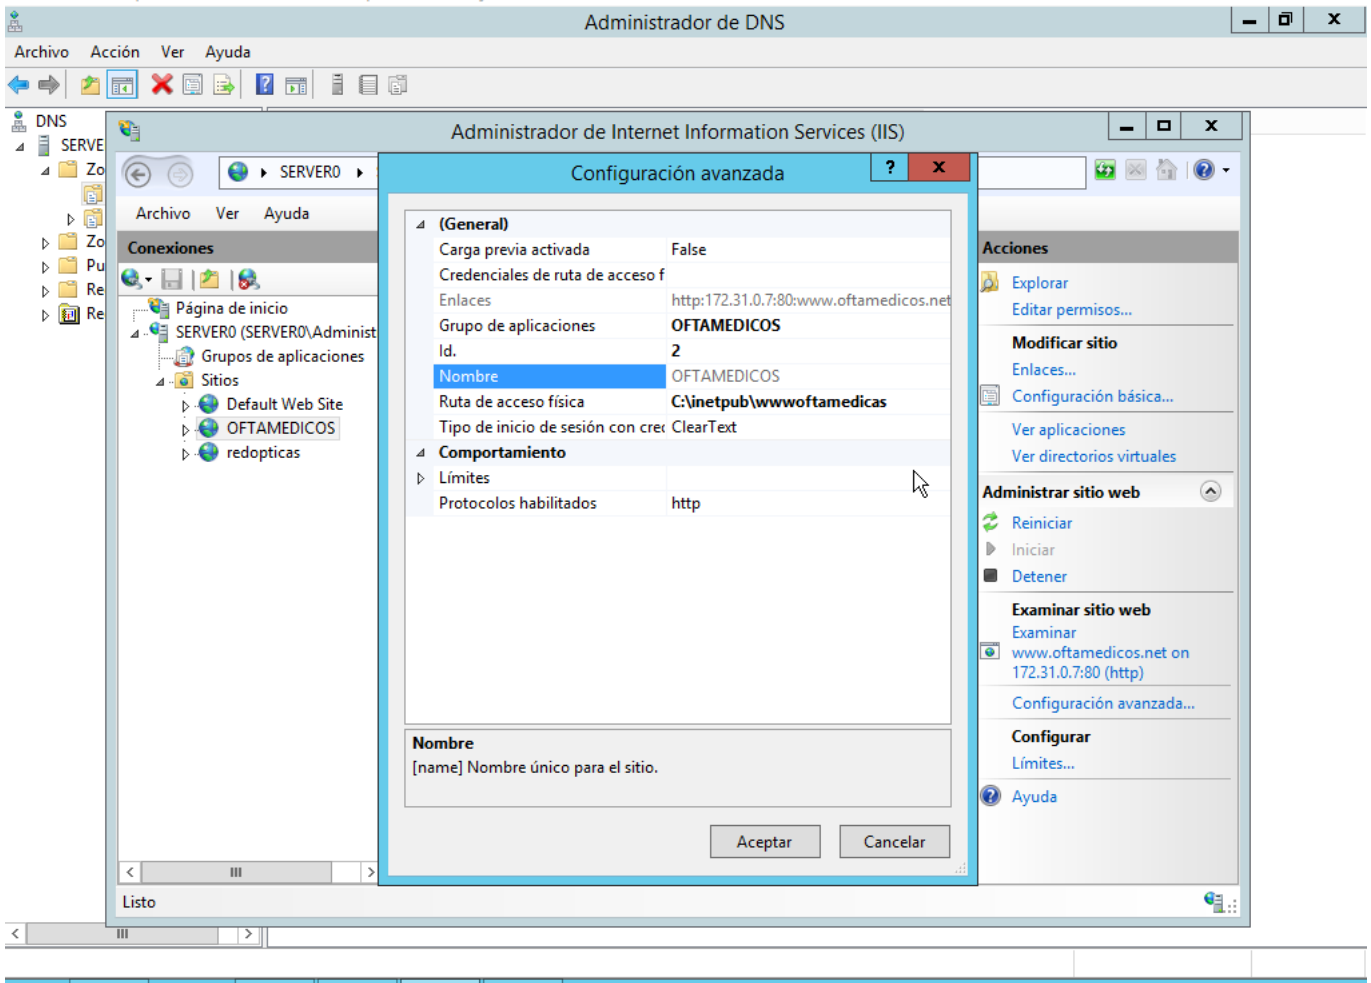 Administrador de DNS
Archivo Acción Ver Ayuda
DNS
SERVE
Zo
Zo
Pu
Re
Re
Administrador de Internet Information Services (IIS)
SERVER0
Archivo Ver Ayuda
Conexiones
Página de inicio
SERVER0 (SERVER0\Administ
Grupos de aplicaciones
Sitios
Default Web Site
OFTAMEDICOS
redopticas
Listo
Configuración avanzada
(General)
Carga previa activada False
Credenciales de ruta de acceso f
Enlaces http:172.31.0.7:80:www.oftamedicos.net
Grupo de aplicaciones OFTAMEDICOS
Id. 2
Nombre OFTAMEDICOS
Ruta de acceso física C:\inetpub\wwwoftamedicas
Tipo de inicio de sesión con cred ClearText
Comportamiento
Límites
Protocolos habilitados http
Nombre
[name] Nombre único para el sitio.
Aceptar Cancelar
Acciones
Explorar
Editar permisos...
Modificar sitio
Enlaces...
Configuración básica...
Ver aplicaciones
Ver directorios virtuales
Administrar sitio web
Reiniciar
Iniciar
Detener
Examinar sitio web
Examinar
www.oftamedicos.net on
172.31.0.7:80 (http)
Configuración avanzada...
Configurar
Límites...
Ayuda